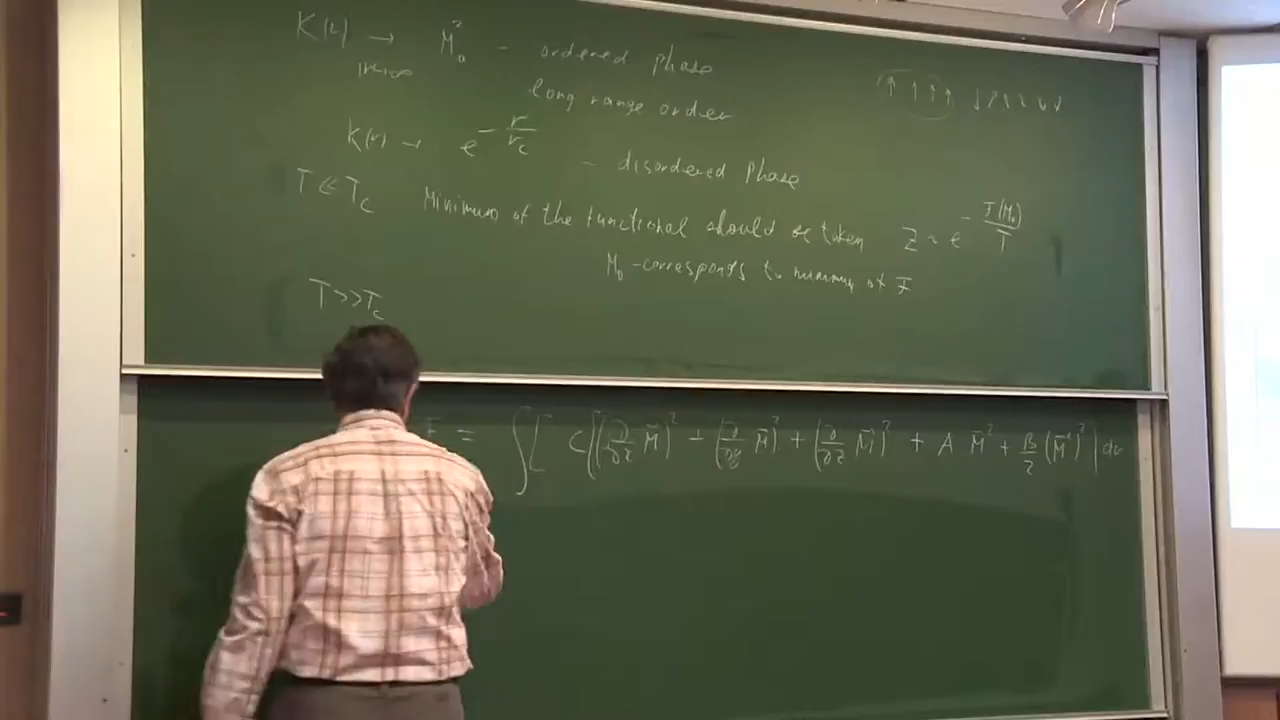 K(r) → M₀² - ordered phase
|r|→∞
long range order
K(r) → e^{-r/r_c} - disordered phase
T ≪ T_c Minimum of the functional should be taken Z ~ e^{-F(M₀)/T}
M₀ - corresponds to minimum of F
T >> T_c
F = ∫[ C((∂/∂x M̄)² + (∂/∂y M̄)² + (∂/∂z M̄)² + A M̄² + B/2 (M̄²)² ] dv